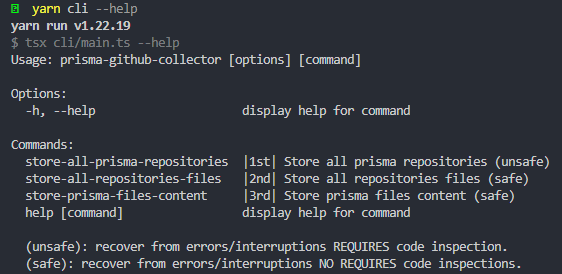 yarn cli --help
yarn run v1.22.19
$ tsx cli/main.ts --help
Usage: prisma-github-collector [options] [command]

Options:
  -h, --help                     display help for command

Commands:
  store-all-prisma-repositories  |1st| Store all prisma repositories (unsafe)
  store-all-repositories-files   |2nd| Store all repositories files (safe)
  store-prisma-files-content     |3rd| Store prisma files content (safe)
  help [command]                 display help for command

  (unsafe): recover from errors/interruptions REQUIRES code inspection.
  (safe): recover from errors/interruptions NO REQUIRES code inspections.